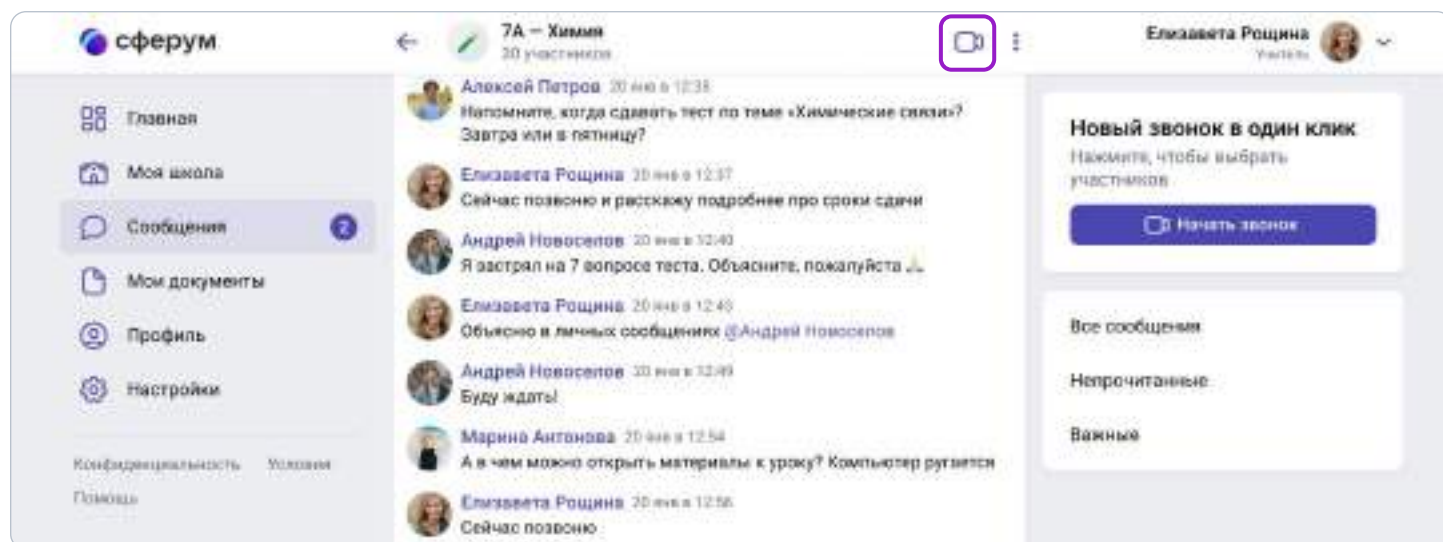 сферум
7А — Химия
20 участников
Елизавета Рощина
Учитель
Главная
Моя школа
Сообщения
2
Мои документы
Профиль
Настройки
Конфиденциальность Условия
Помощь
Алексей Петров 20 янв в 12:35
Напомните, когда сдавать тест по теме «Химические связи»?
Завтра или в пятницу?
Елизавета Рощина 20 янв в 12:37
Сейчас позвоню и расскажу подробнее про сроки сдачи
Андрей Новоселов 20 янв в 12:40
Я застрял на 7 вопросе теста. Объясните, пожалуйста 🙏
Елизавета Рощина 20 янв в 12:43
Объясню в личных сообщениях @Андрей Новоселов
Андрей Новоселов 20 янв в 12:49
Буду ждать!
Марина Антонова 20 янв в 12:54
А в чем можно открыть материалы к уроку? Компьютер ругается
Елизавета Рощина 20 янв в 12:56
Сейчас позвоню
Новый звонок в один клик
Нажмите, чтобы выбрать
участников
Начать звонок
Все сообщения
Непрочитанные
Важные